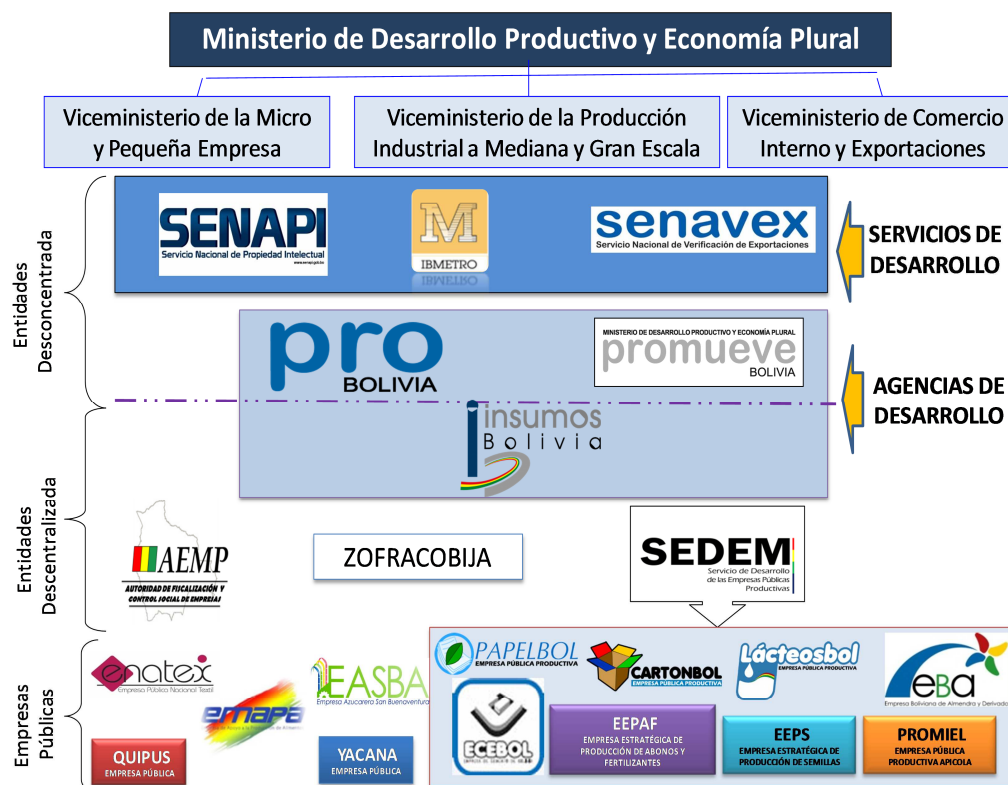 Ministerio de Desarrollo Productivo y Economía Plural
Viceministerio de la Micro
y Pequeña Empresa
Viceministerio de la Producción
Industrial a Mediana y Gran Escala
Viceministerio de Comercio
Interno y Exportaciones
Entidades
Desconcentrada
SENAPI
Servicio Nacional de Propiedad Intelectual
www.senapi.gob.bo
M
IBMETRO
senavex
Servicio Nacional de Verificación de Exportaciones
SERVICIOS DE
DESARROLLO
pro
BOLIVIA
MINISTERIO DE DESARROLLO PRODUCTIVO Y ECONOMÍA PLURAL
promueve
BOLIVIA
AGENCIAS DE
DESARROLLO
insumos
Bolivia
Entidades
Descentralizada
AEMP
AUTORIDAD DE FISCALIZACIÓN Y
CONTROL SOCIAL DE EMPRESAS
ZOFRACOBIJA
SEDEM
Servicio de Desarrollo
de las Empresas Públicas
Productivas
Empresas
Públicas
enatex
Empresa Pública Nacional Textil
emapa
EASBA
Empresa Azucarera San Buenaventura
QUIPUS
EMPRESA PÚBLICA
YACANA
EMPRESA PÚBLICA
PAPELBOL
EMPRESA PÚBLICA PRODUCTIVA
CARTONBOL
EMPRESA PÚBLICA PRODUCTIVA
Lácteosbol
EMPRESA PÚBLICA PRODUCTIVA
eBa
Empresa Boliviana de Almendra y Derivados
ECEBOL
EEPAF
EMPRESA ESTRATÉGICA DE
PRODUCCIÓN DE ABONOS Y
FERTILIZANTES
EEPS
EMPRESA ESTRATÉGICA DE
PRODUCCIÓN DE SEMILLAS
PROMIEL
EMPRESA PÚBLICA
PRODUCTIVA APICOLA